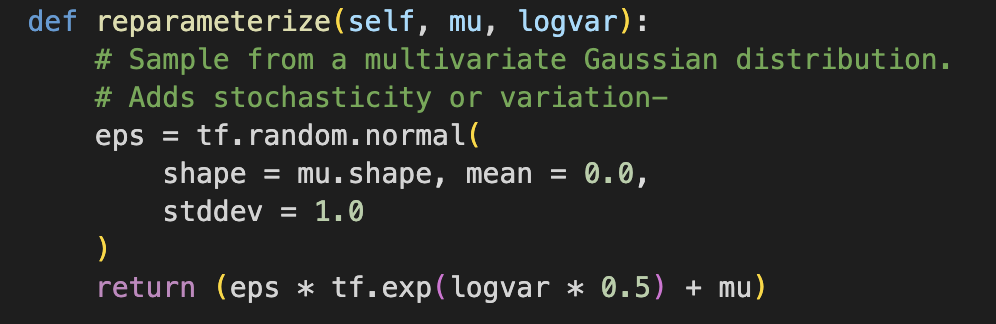 def reparameterize(self, mu, logvar):
    # Sample from a multivariate Gaussian distribution.
    # Adds stochasticity or variation-
    eps = tf.random.normal(
        shape = mu.shape, mean = 0.0,
        stddev = 1.0
    )
    return (eps * tf.exp(logvar * 0.5) + mu)